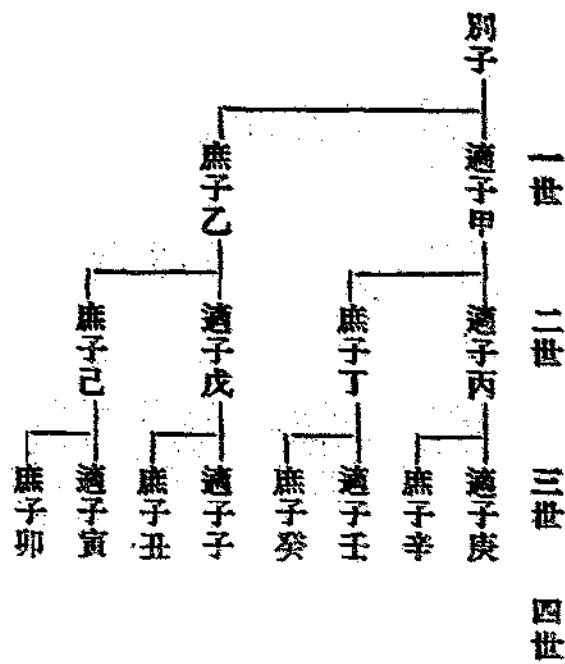 一世
二世
三世
四世
別子
適子甲
庶子乙
適子丙
庶子丁
適子戊
庶子己
適子庚
庶子辛
適子壬
庶子癸
適子子
庶子丑
適子寅
庶子卯